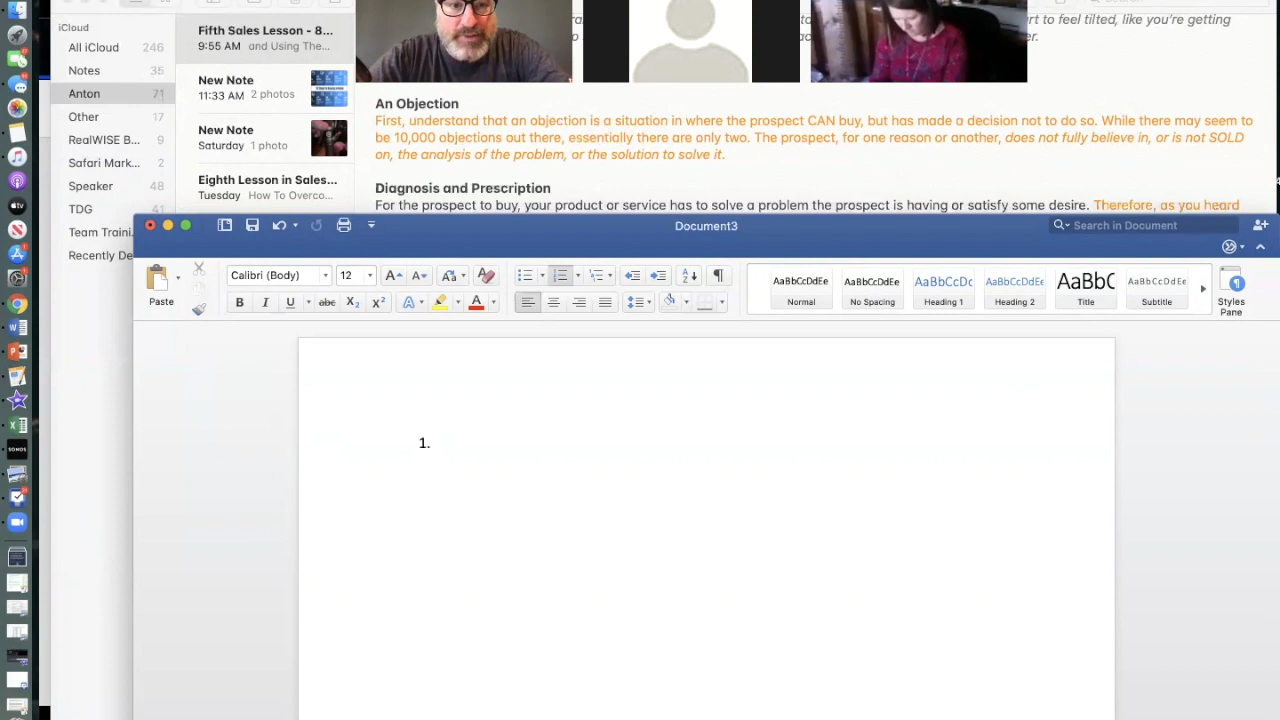 iCloud
All iCloud 246
Notes 35
Anton 71
Other 17
RealWISE B... 9
Safari Mark... 2
Speaker 48
TDG 41
Team Traini..
Recently De
Fifth Sales Lesson - 8...
9:55 AM and Using The...
New Note
11:33 AM 2 photos
New Note
Saturday 1 photo
Eighth Lesson in Sales...
Tuesday How To Overco...
rt to feel tilted, like you're getting
er.
An Objection
First, understand that an objection is a situation in where the prospect CAN buy, but has made a decision not to do so. While there may seem to
be 10,000 objections out there, essentially there are only two. The prospect, for one reason or another, does not fully believe in, or is not SOLD
on, the analysis of the problem, or the solution to solve it.
Diagnosis and Prescription
For the prospect to buy, your product or service has to solve a problem the prospect is having or satisfy some desire. Therefore, as you heard
Document3
Search in Document
Paste
Calibri (Body) 12
AaBbCcDdEe AaBbCcDdEe AaBbCcDc AaBbCcDdEe AaBbC AaBbCcDdEe
Normal No Spacing Heading 1 Heading 2 Title Subtitle
Styles
Pane
1.